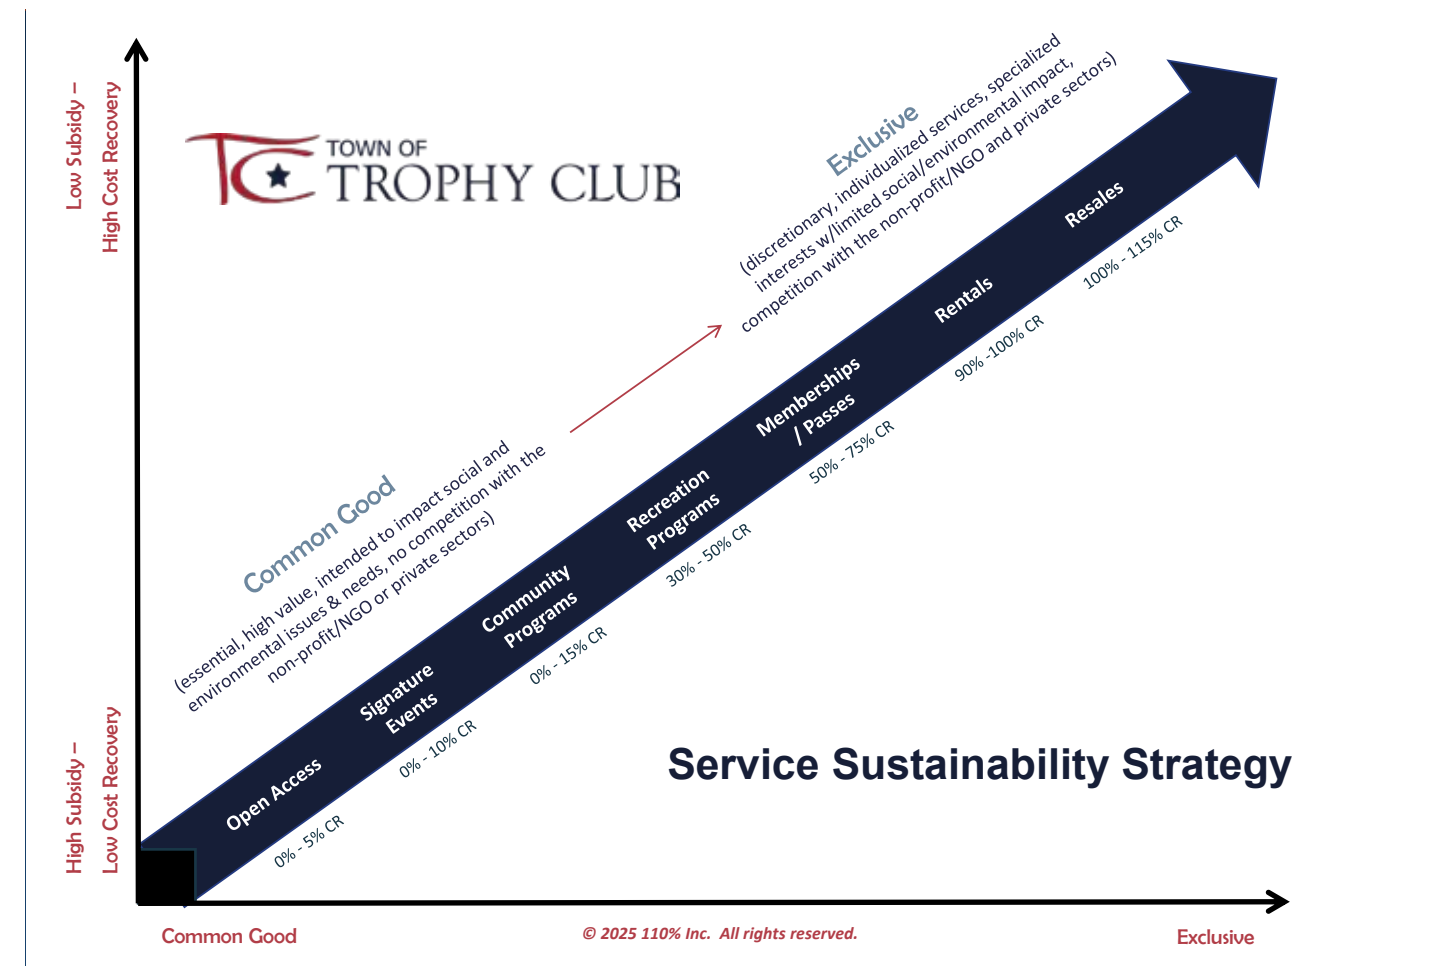 Low Subsidy –
High Cost Recovery
TOWN OF
TROPHY CLUB
Exclusive
(discretionary, individualized services, specialized
interests w/limited social/environmental impact,
competition with the non-profit/NGO and private sectors)
Resales
100% - 115% CR
Rentals
90% -100% CR
Memberships
/ Passes
50% - 75% CR
Recreation
Programs
30% - 50% CR
Common Good
(essential, high value, intended to impact social and
environmental issues & needs, no competition with the
non-profit/NGO or private sectors)
Community
Programs
0% - 15% CR
Signature
Events
0% - 10% CR
Open Access
0% - 5% CR
Service Sustainability Strategy
High Subsidy –
Low Cost Recovery
Common Good
© 2025 110% Inc. All rights reserved.
Exclusive